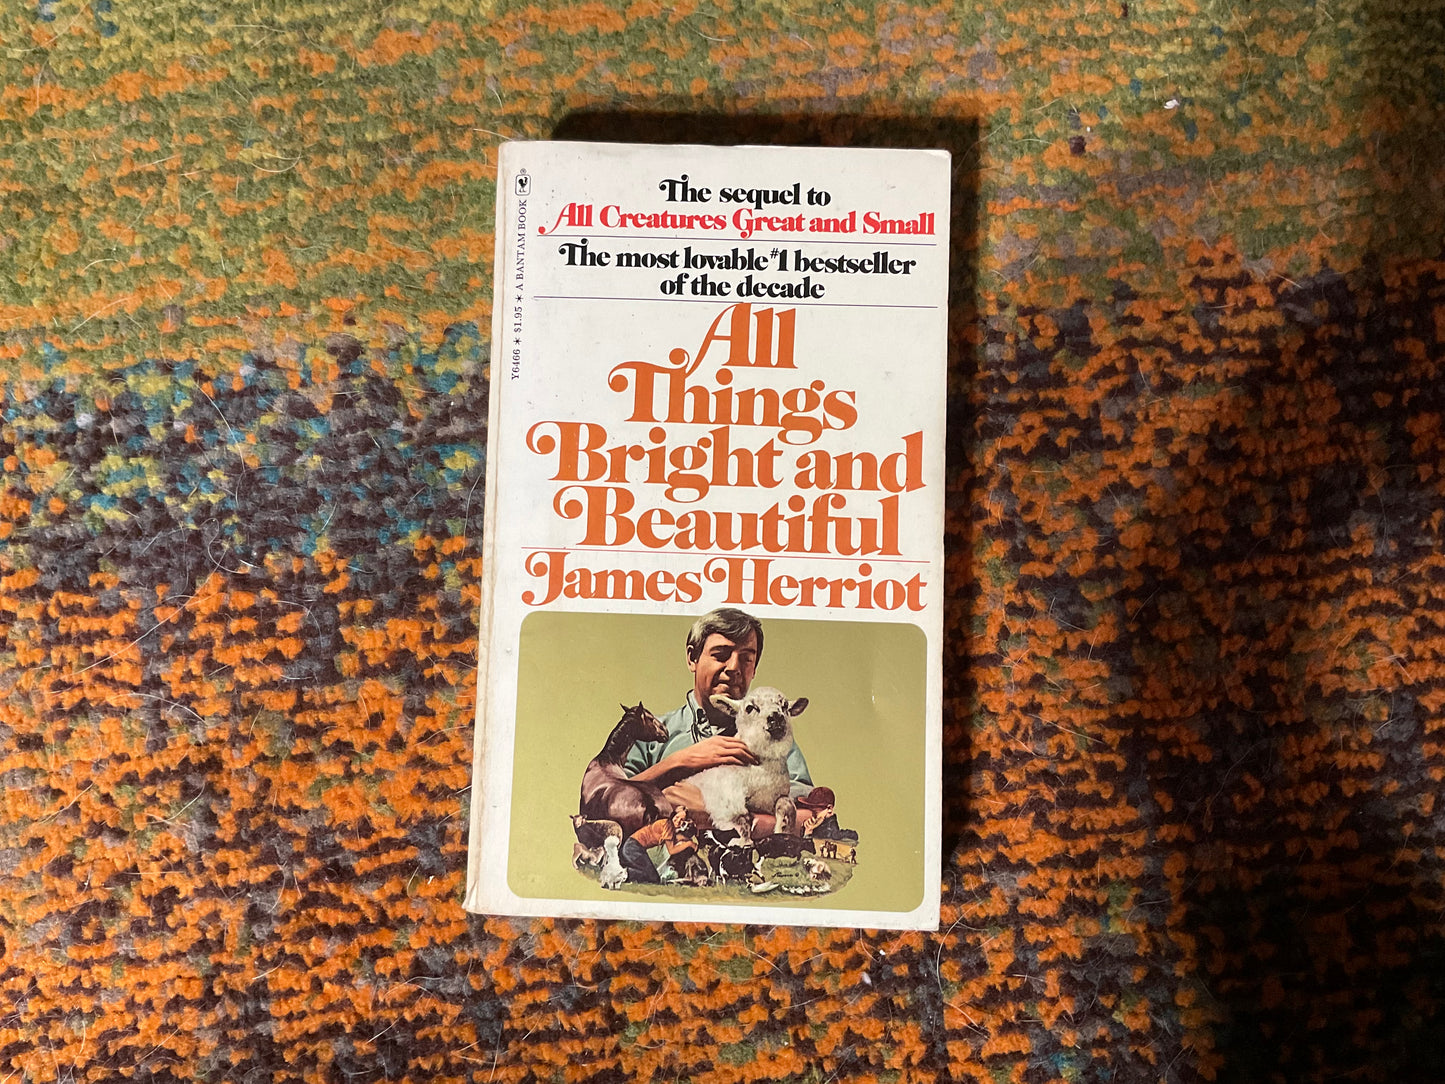 Y6466 * $1.95 * A BANTAM BOOK
The sequel to
All Creatures Great and Small
The most lovable #1 bestseller
of the decade
All
Things
Bright and
Beautiful
James Herriot